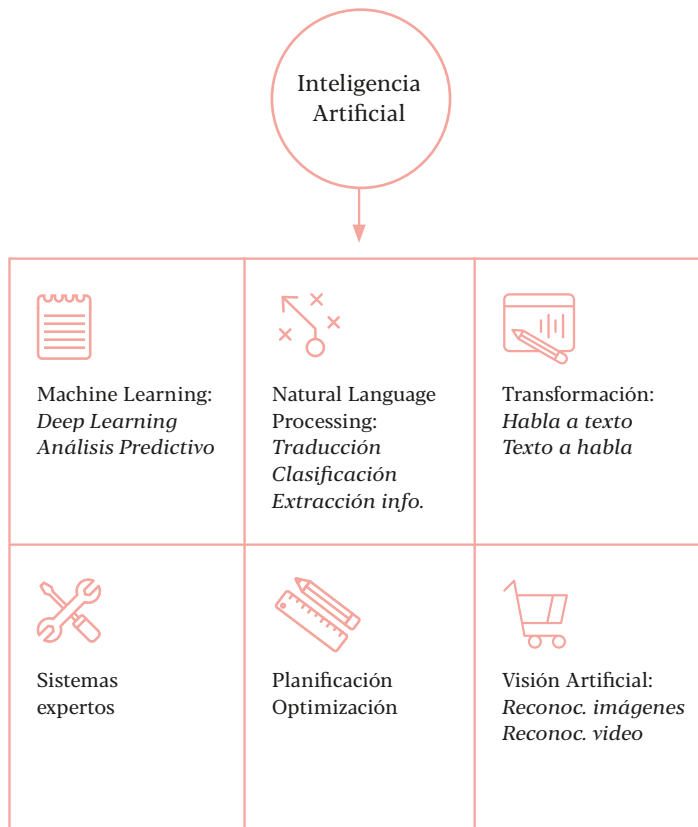 Inteligencia
Artificial
Machine Learning:
Deep Learning
Análisis Predictivo
Natural Language
Processing:
Traducción
Clasificación
Extracción info.
Transformación:
Habla a texto
Texto a habla
Sistemas
expertos
Planificación
Optimización
Visión Artificial:
Reconoc. imágenes
Reconoc. video